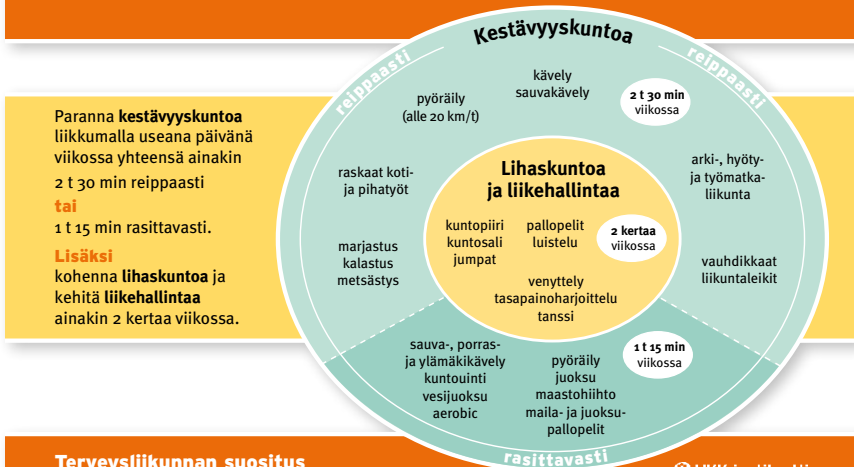 Kestävyyskuntoa
reippaasti
reippaasti
kävely
sauvakävely
2 t 30 min
viikossa
pyöräily
(alle 20 km/t)
Paranna kestävyyskuntoa
liikkumalla useana päivänä
viikossa yhteensä ainakin
2 t 30 min reippaasti
tai
1 t 15 min rasittavasti.
Lisäksi
kohenna lihaskuntoa ja
kehitä liikehallintaa
ainakin 2 kertaa viikossa.
raskaat koti-
ja pihatyöt
marjastus
kalastus
metsästys
Lihaskuntoa
ja liikehallintaa
kuntopiiri
kuntosali
jumpat
pallopelit
luistelu
2 kertaa
viikossa
venyttely
tasapainoharjoittelu
tanssi
arki-, hyöty-
ja työmatka-
liikunta
vauhdikkaat
liikuntaleikit
sauva-, porras-
ja ylämäkikävely
kuntouinti
vesijuoksu
aerobic
pyöräily
juoksu
maastohiihto
maila- ja juoksu-
pallopelit
1 t 15 min
viikossa
rasittavasti
Terveysliikunnan suositus